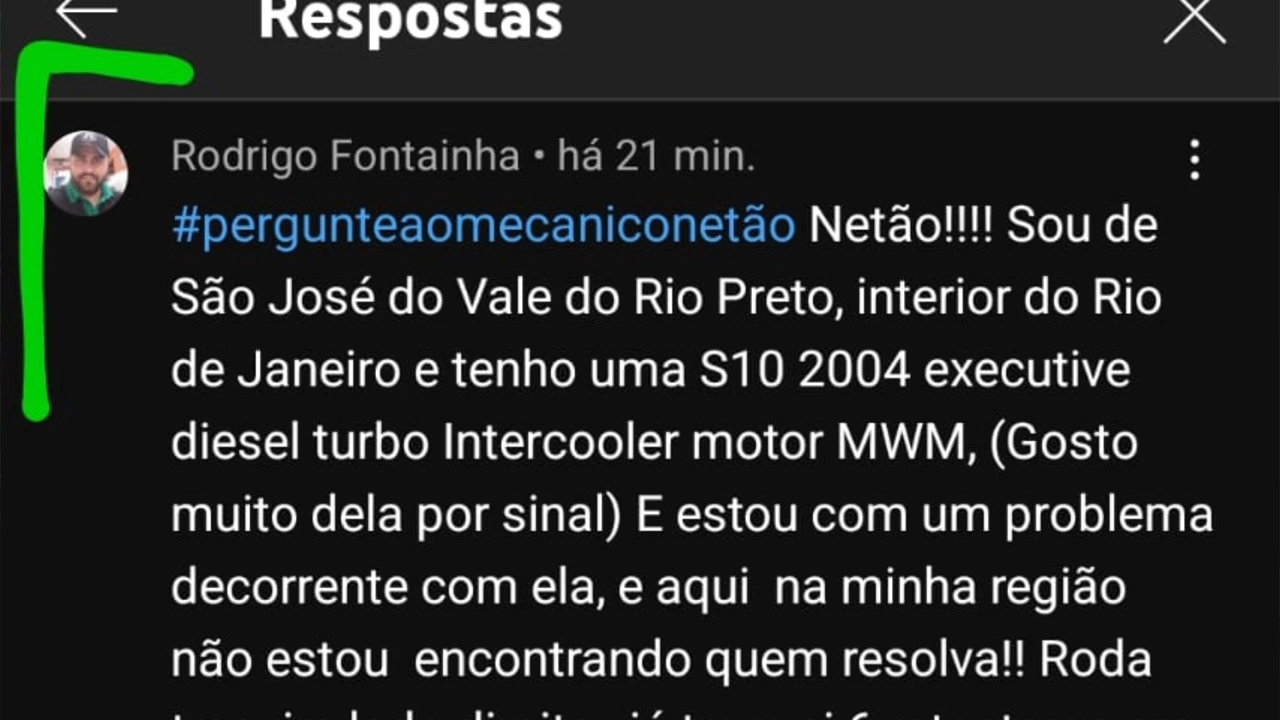 Respostas
Rodrigo Fontainha • há 21 min.
#pergunteaomecaniconetão Netão!!!! Sou de
São José do Vale do Rio Preto, interior do Rio
de Janeiro e tenho uma S10 2004 executive
diesel turbo Intercooler motor MWM, (Gosto
muito dela por sinal) E estou com um problema
decorrente com ela, e aqui  na minha região
não estou  encontrando quem resolva!! Roda